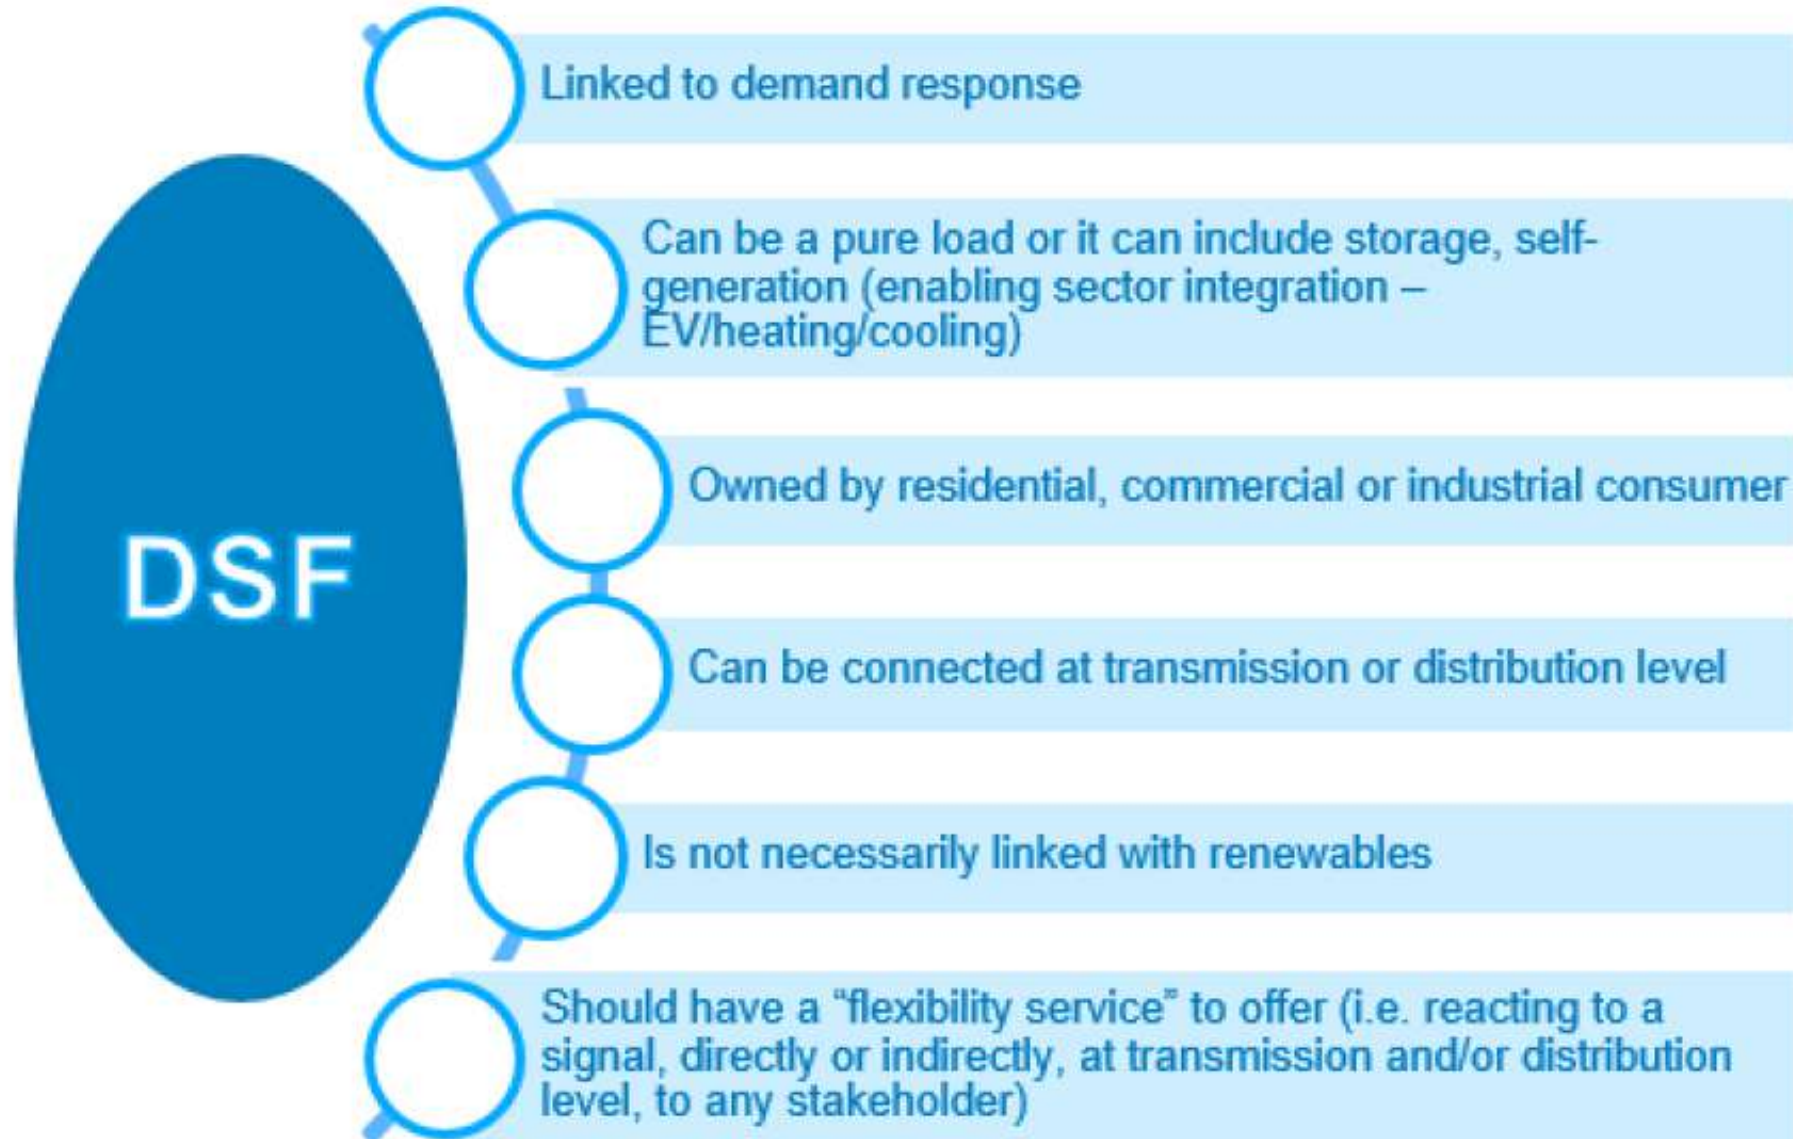 Linked to demand response
Can be a pure load or it can include storage, self-
generation (enabling sector integration –
EV/heating/cooling)
Owned by residential, commercial or industrial consumer
DSF
Can be connected at transmission or distribution level
Is not necessarily linked with renewables
Should have a “flexibility service” to offer (i.e. reacting to a
signal, directly or indirectly, at transmission and/or distribution
level, to any stakeholder)